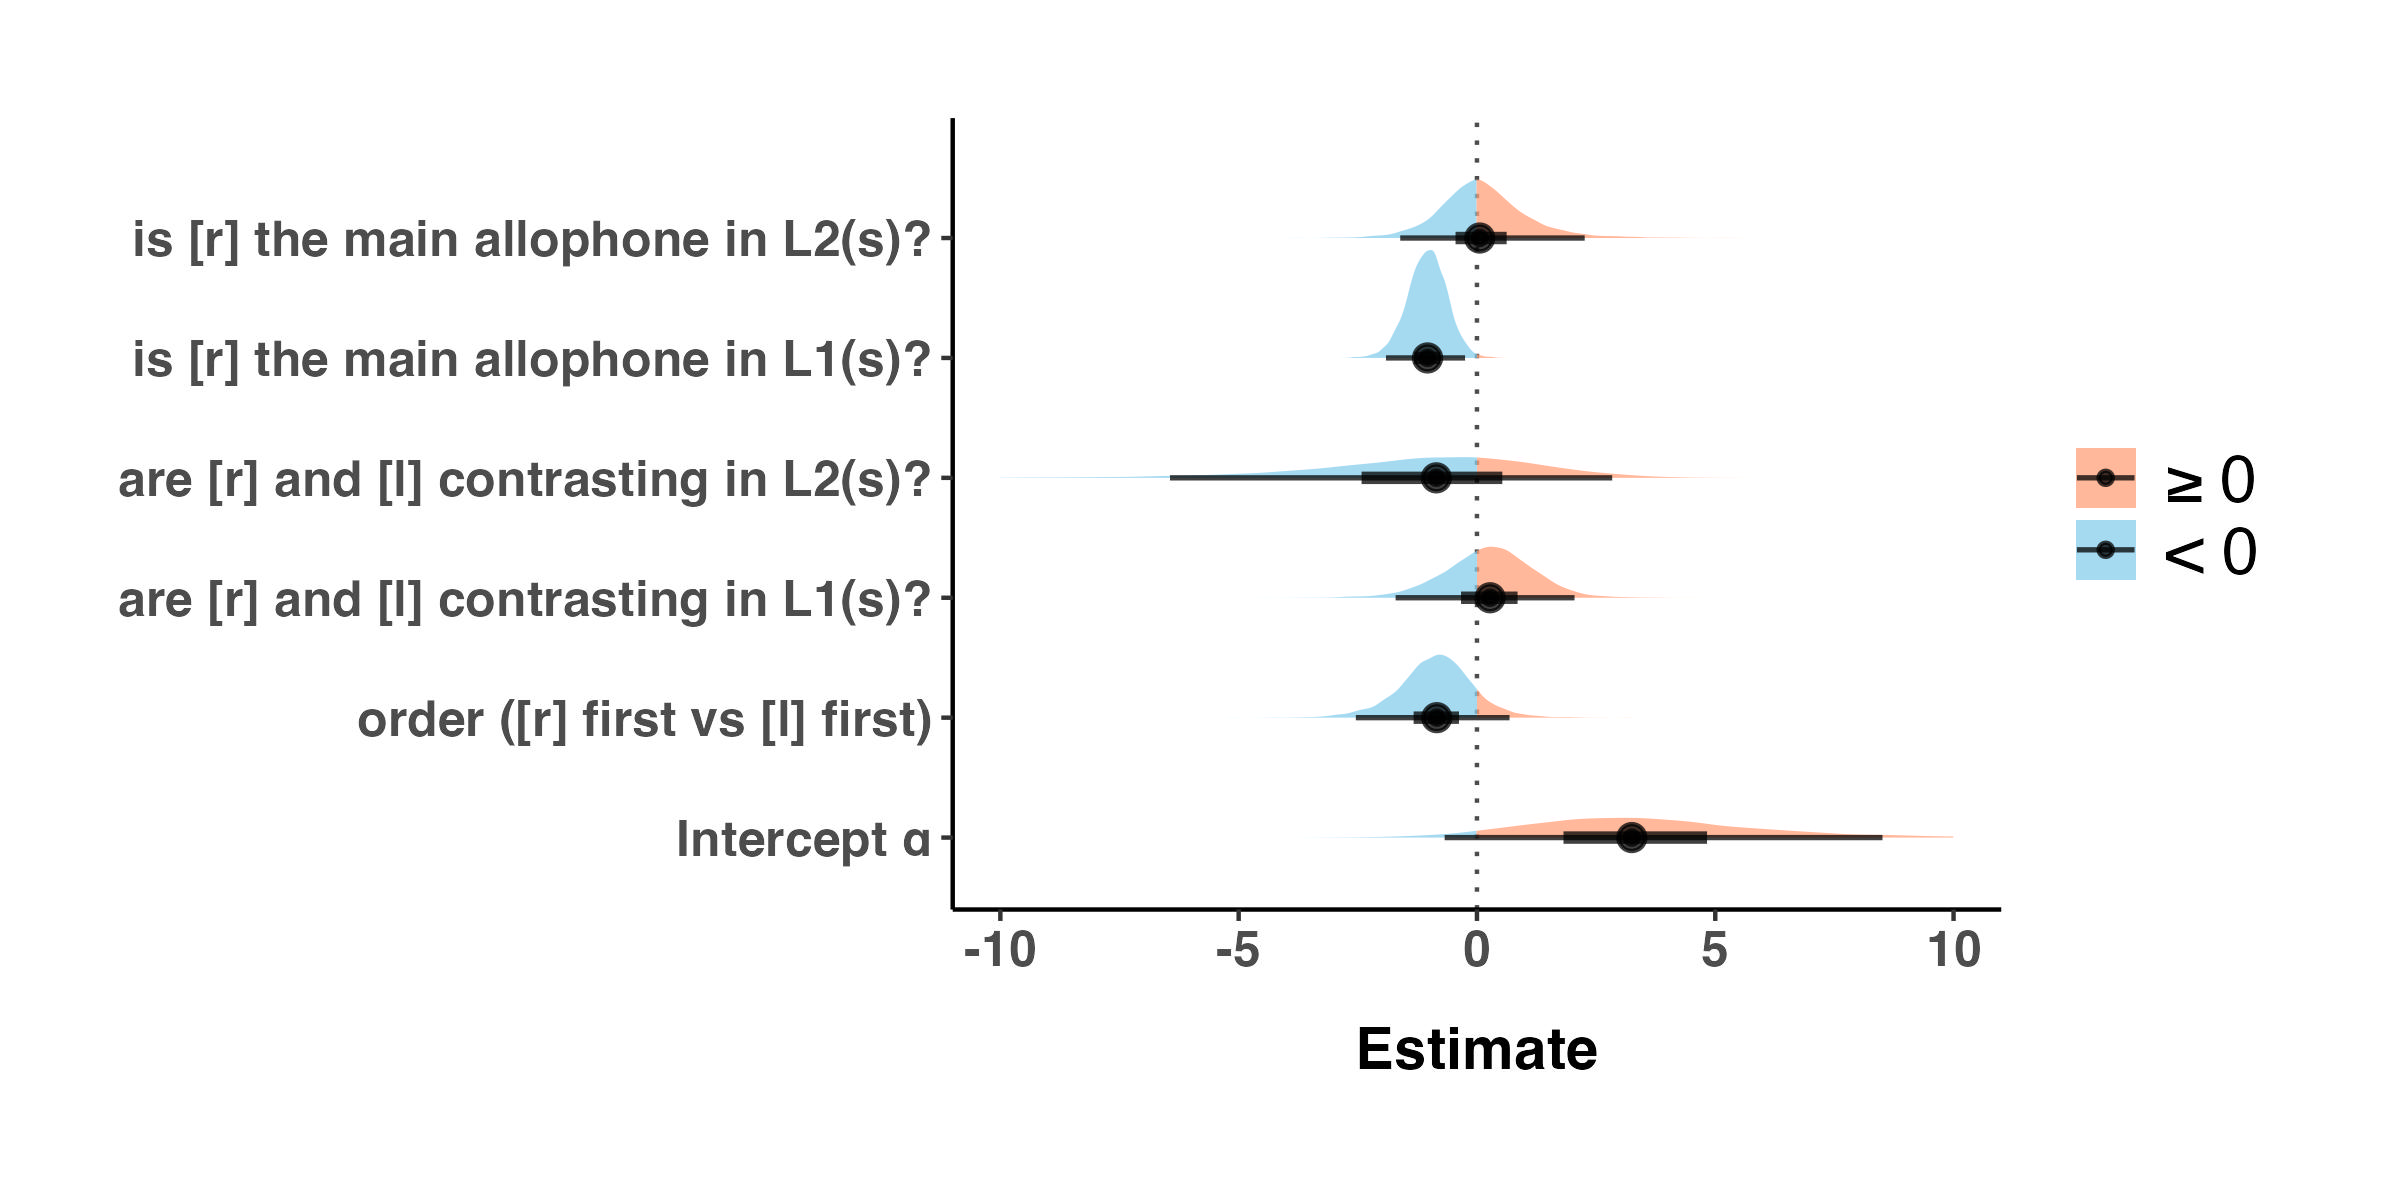 is [r] the main allophone in L2(s)?
is [r] the main allophone in L1(s)?
are [r] and [l] contrasting in L2(s)?
are [r] and [l] contrasting in L1(s)?
order ([r] first vs [l] first)
Intercept α
-10 -5 0 5 10
Estimate
≥ 0
< 0